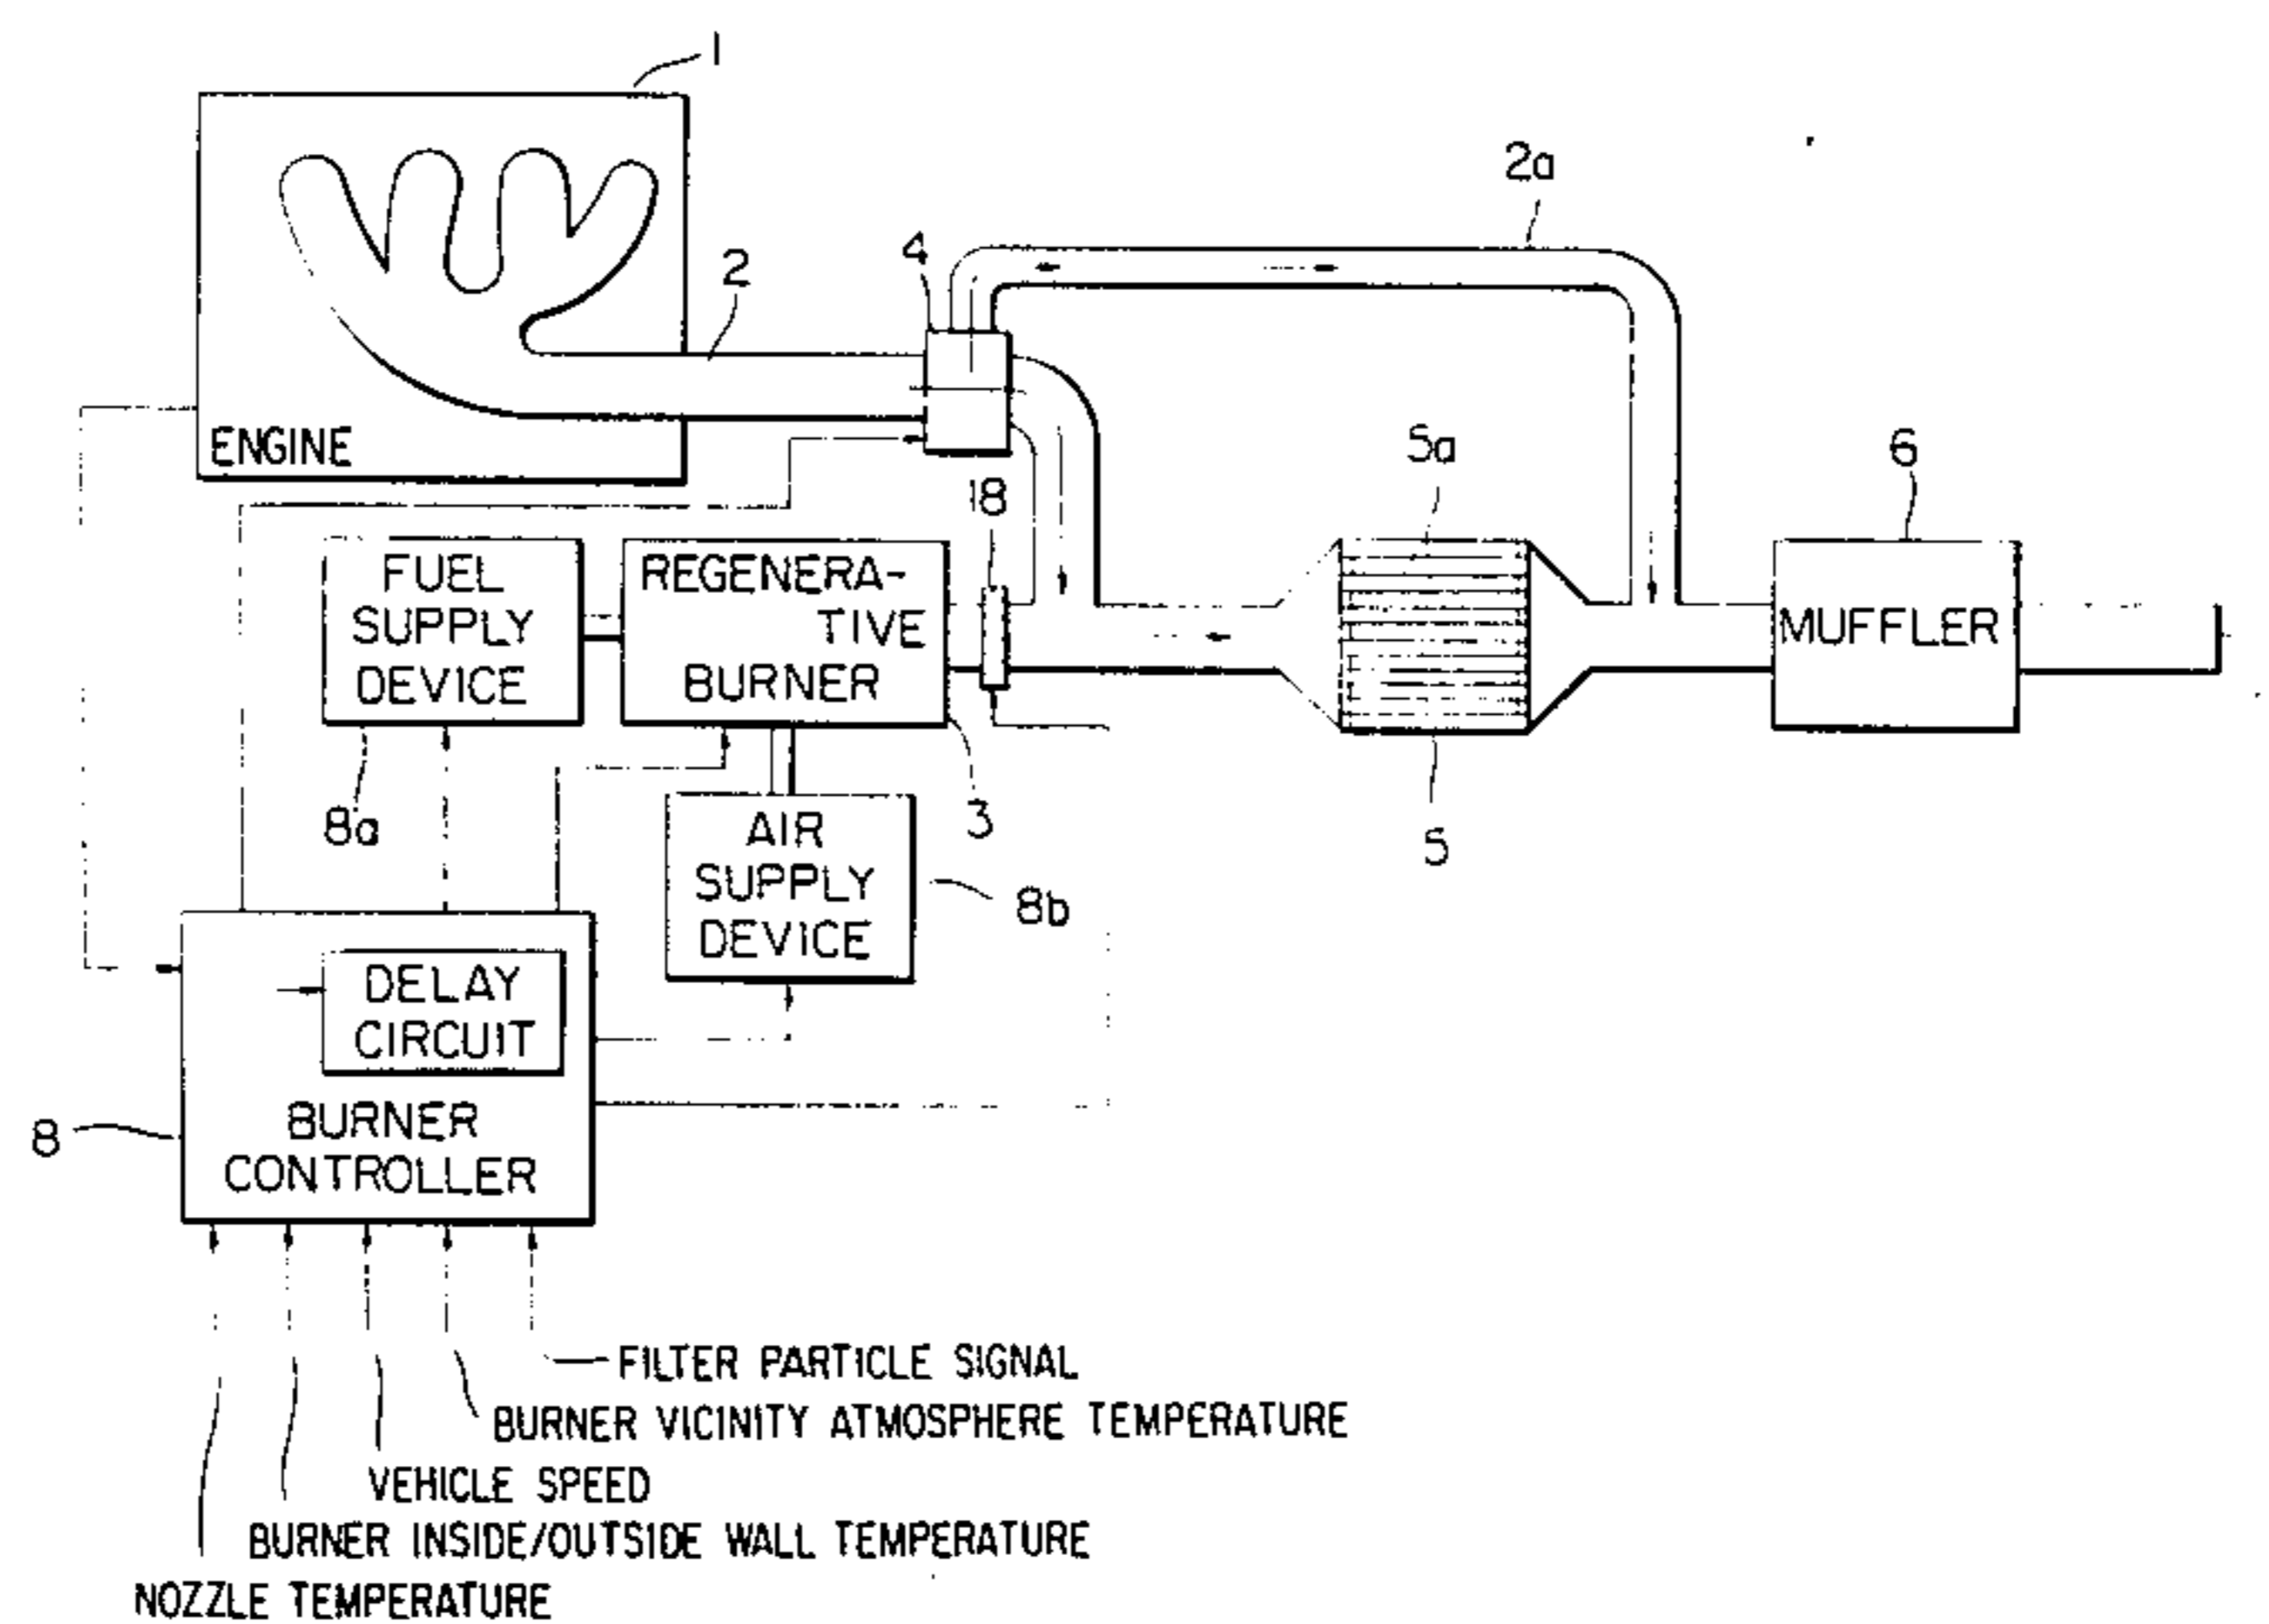 1
2a
2
4
ENGINE
5a
6
18
FUEL
SUPPLY
DEVICE
REGENERA-
TIVE
BURNER
MUFFLER
8a
3
5
AIR
SUPPLY
DEVICE
8b
DELAY
CIRCUIT
8
BURNER
CONTROLLER
FILTER PARTICLE SIGNAL
BURNER VICINITY ATMOSPHERE TEMPERATURE
VEHICLE SPEED
BURNER INSIDE/OUTSIDE WALL TEMPERATURE
NOZZLE TEMPERATURE